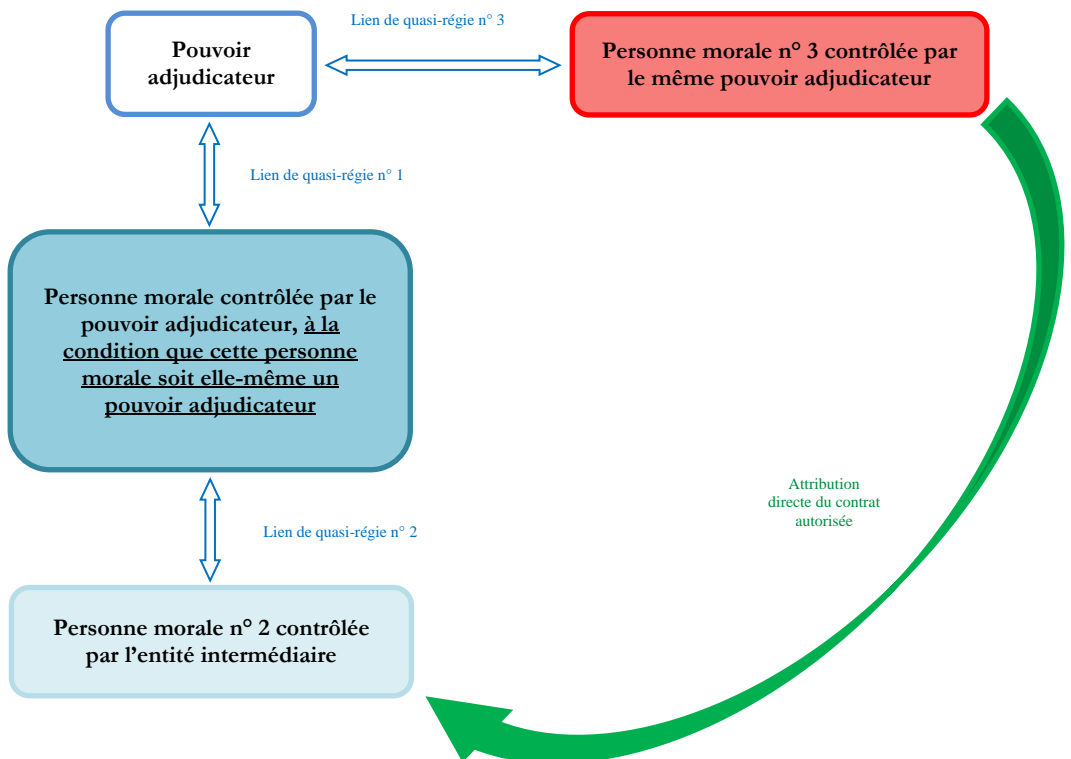 Lien de quasi-régie n° 3
Pouvoir
adjudicateur
Personne morale n° 3 contrôlée par
le même pouvoir adjudicateur
Lien de quasi-régie n° 1
Personne morale contrôlée par le
pouvoir adjudicateur, à la
condition que cette personne
morale soit elle-même un
pouvoir adjudicateur
Attribution
directe du contrat
autorisée
Lien de quasi-régie n° 2
Personne morale n° 2 contrôlée
par l’entité intermédiaire